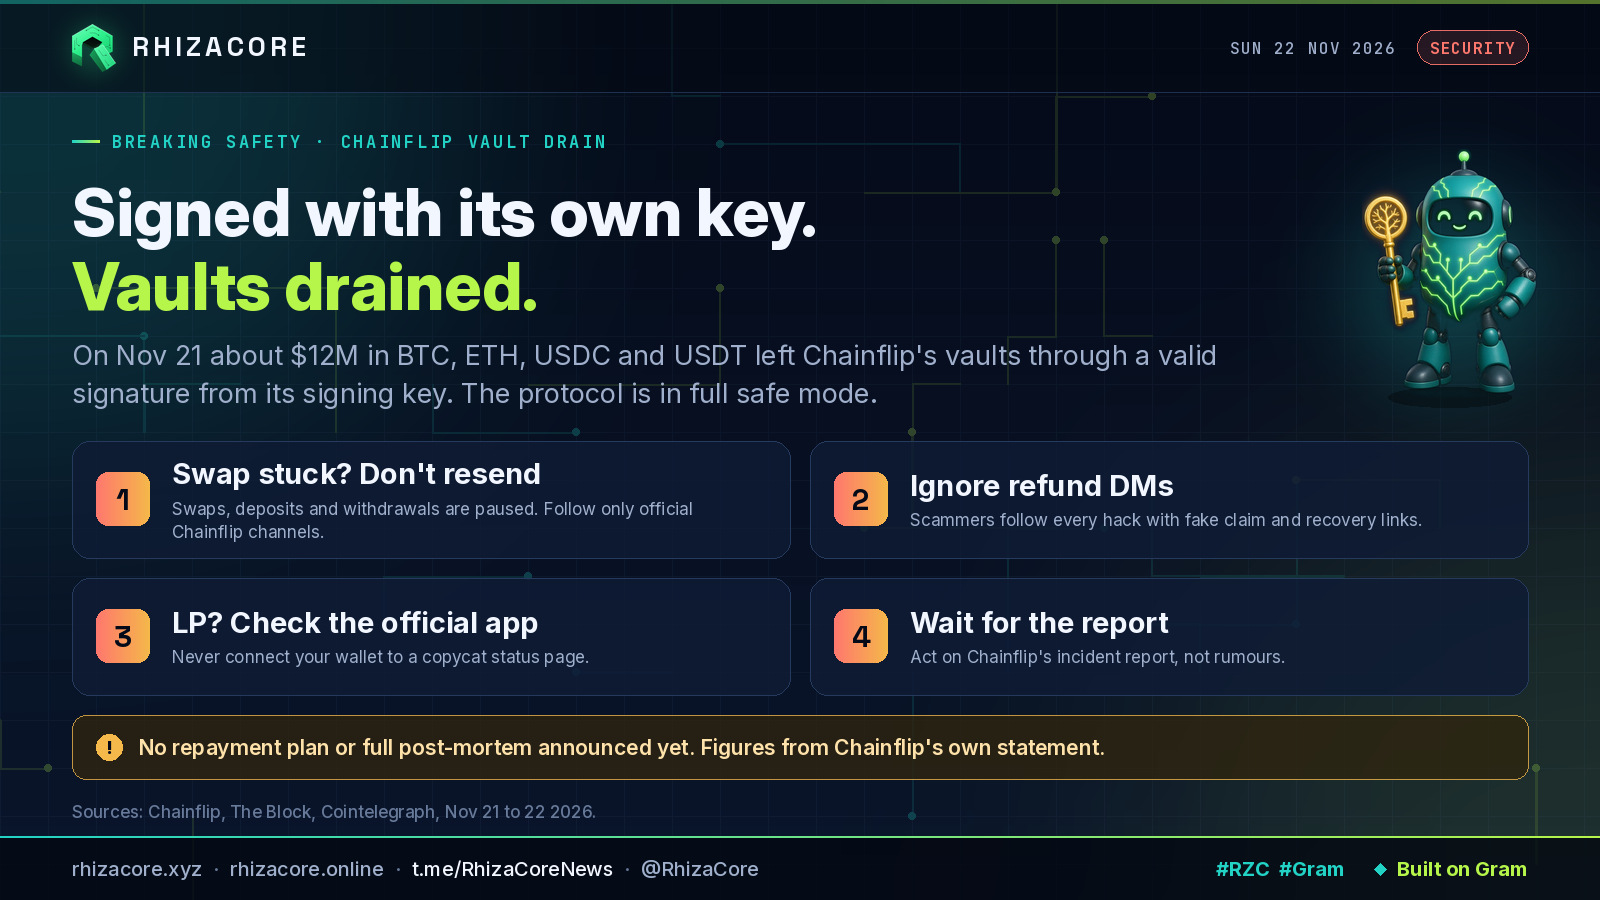 RHIZACORE
SUN 22 NOV 2026
SECURITY
BREAKING SAFETY · CHAINFLIP VAULT DRAIN
Signed with its own key.
Vaults drained.
On Nov 21 about $12M in BTC, ETH, USDC and USDT left Chainflip's vaults through a valid
signature from its signing key. The protocol is in full safe mode.
1
Swap stuck? Don't resend
Swaps, deposits and withdrawals are paused. Follow only official
Chainflip channels.
2
Ignore refund DMs
Scammers follow every hack with fake claim and recovery links.
3
LP? Check the official app
Never connect your wallet to a copycat status page.
4
Wait for the report
Act on Chainflip's incident report, not rumours.
! No repayment plan or full post-mortem announced yet. Figures from Chainflip's own statement.
Sources: Chainflip, The Block, Cointelegraph, Nov 21 to 22 2026.
rhizacore.xyz · rhizacore.online · t.me/RhizaCoreNews · @RhizaCore
#RZC #Gram ◆ Built on Gram